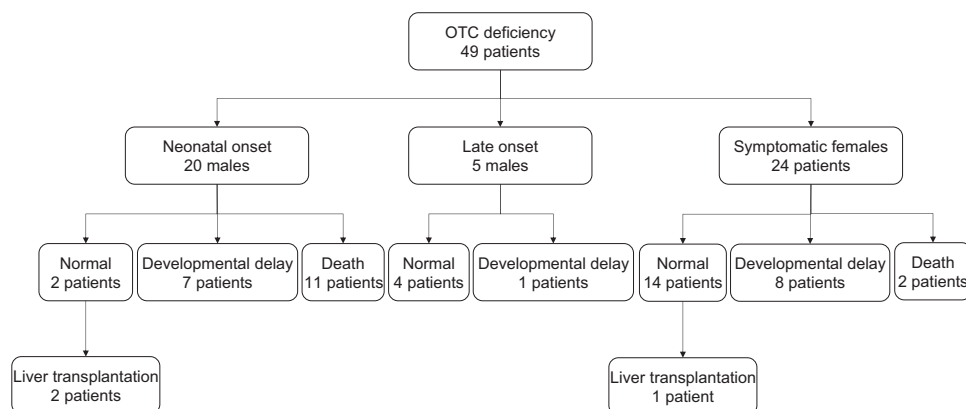 OTC deficiency
49 patients
Neonatal onset
20 males
Late onset
5 males
Symptomatic females
24 patients
Normal
2 patients
Developmental delay
7 patients
Death
11 patients
Normal
4 patients
Developmental delay
1 patients
Normal
14 patients
Developmental delay
8 patients
Death
2 patients
Liver transplantation
2 patients
Liver transplantation
1 patient